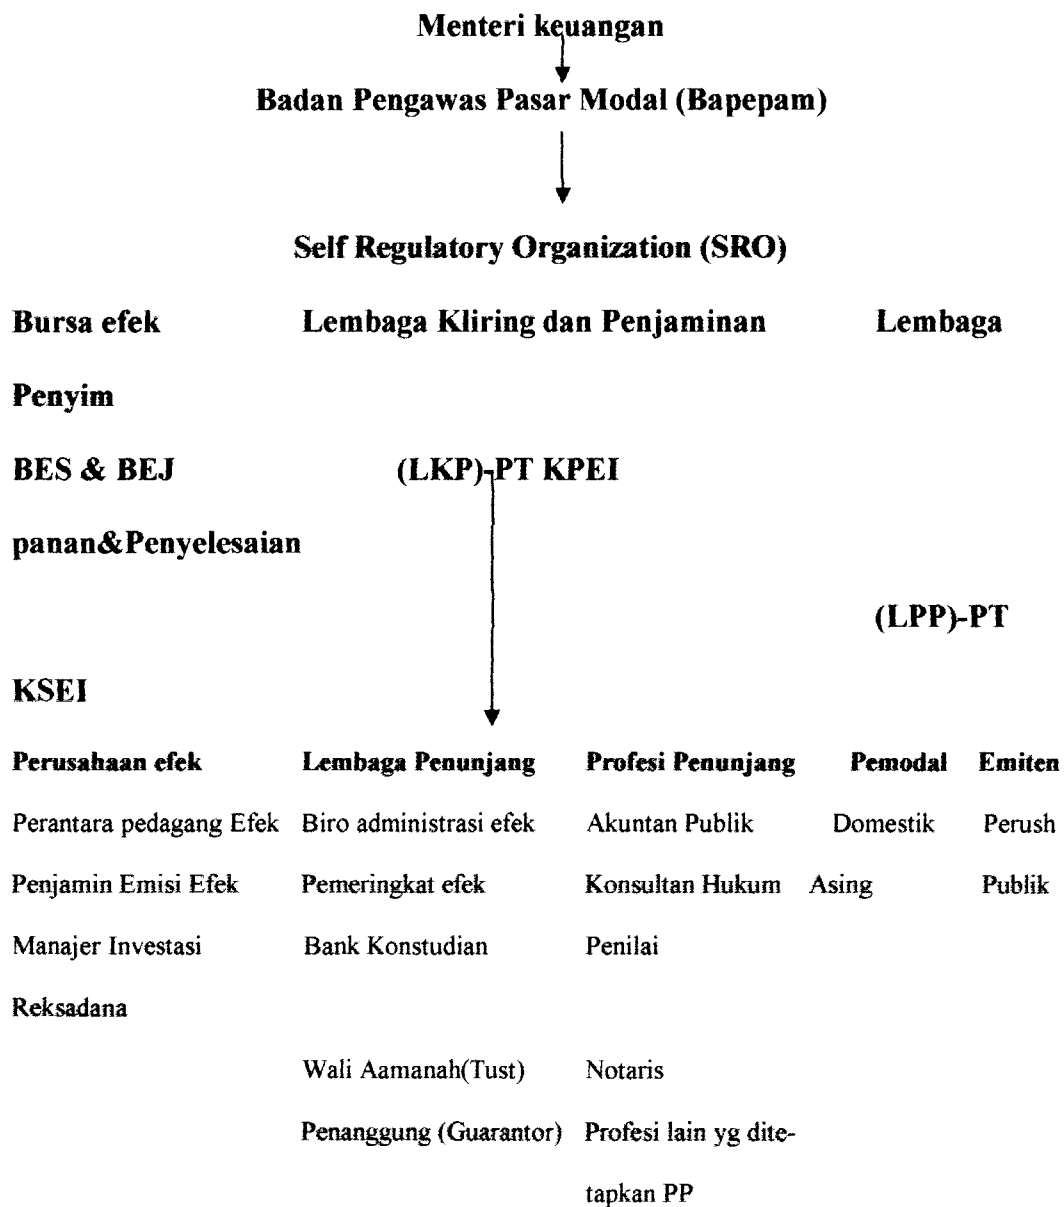 Menteri keuangan
Badan Pengawas Pasar Modal (Bapepam)
Self Regulatory Organization (SRO)
Bursa efek Lembaga Kliring dan Penjaminan Lembaga
Penyim
BES & BEJ (LKP)-PT KPEI
panan&Penyelesaian
(LPP)-PT
KSEI
Perusahaan efek Lembaga Penunjang Profesi Penunjang Pemodal Emiten
Perantara pedagang Efek Biro administrasi efek Akuntan Publik Domestik Perush
Penjamin Emisi Efek Pemeringkat efek Konsultan Hukum Asing Publik
Manajer Investasi Bank Konstudian Penilai
Reksadana
Wali Aamanah(Tust) Notaris
Penanggung (Guarantor) Profesi lain yg dite-
tapkan PP